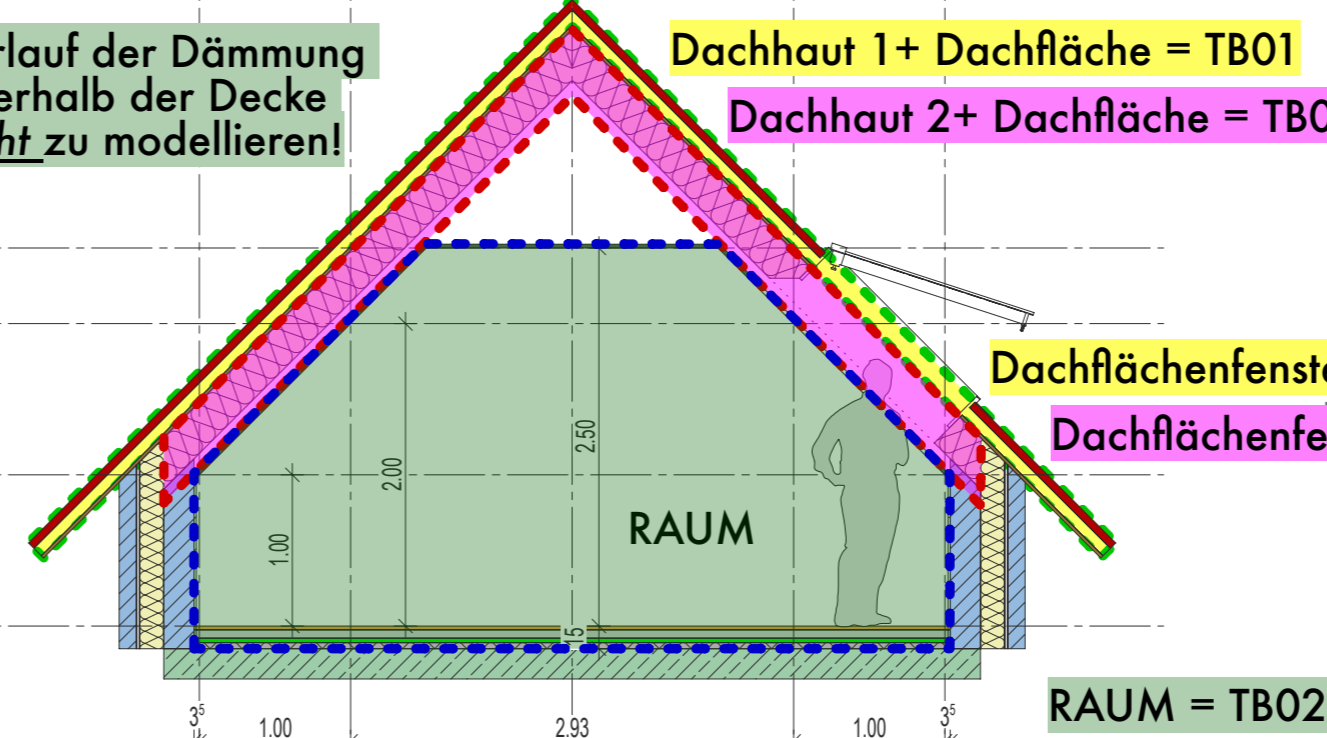 rlauf der Dämmung
erhalb der Decke
ht zu modellieren!
Dachhaut 1+ Dachfläche = TB01
Dachhaut 2+ Dachfläche = TB0
Dachflächenfenste
Dachflächenfe
2.50
2.00
1.00
RAUM
15
RAUM = TB02
3⁵ 1.00 2.93 1.00 3⁵